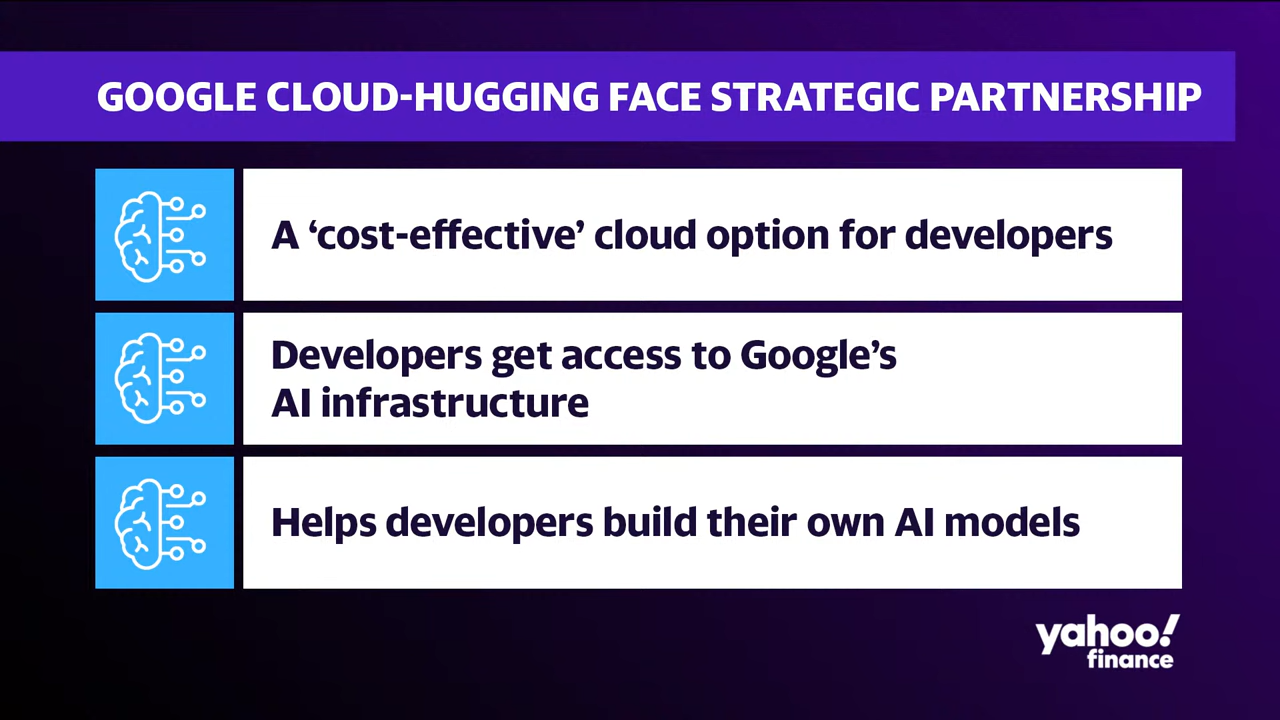 GOOGLE CLOUD-HUGGING FACE STRATEGIC PARTNERSHIP
A ‘cost-effective’ cloud option for developers
Developers get access to Google’s
AI infrastructure
Helps developers build their own AI models
yahoo!
finance